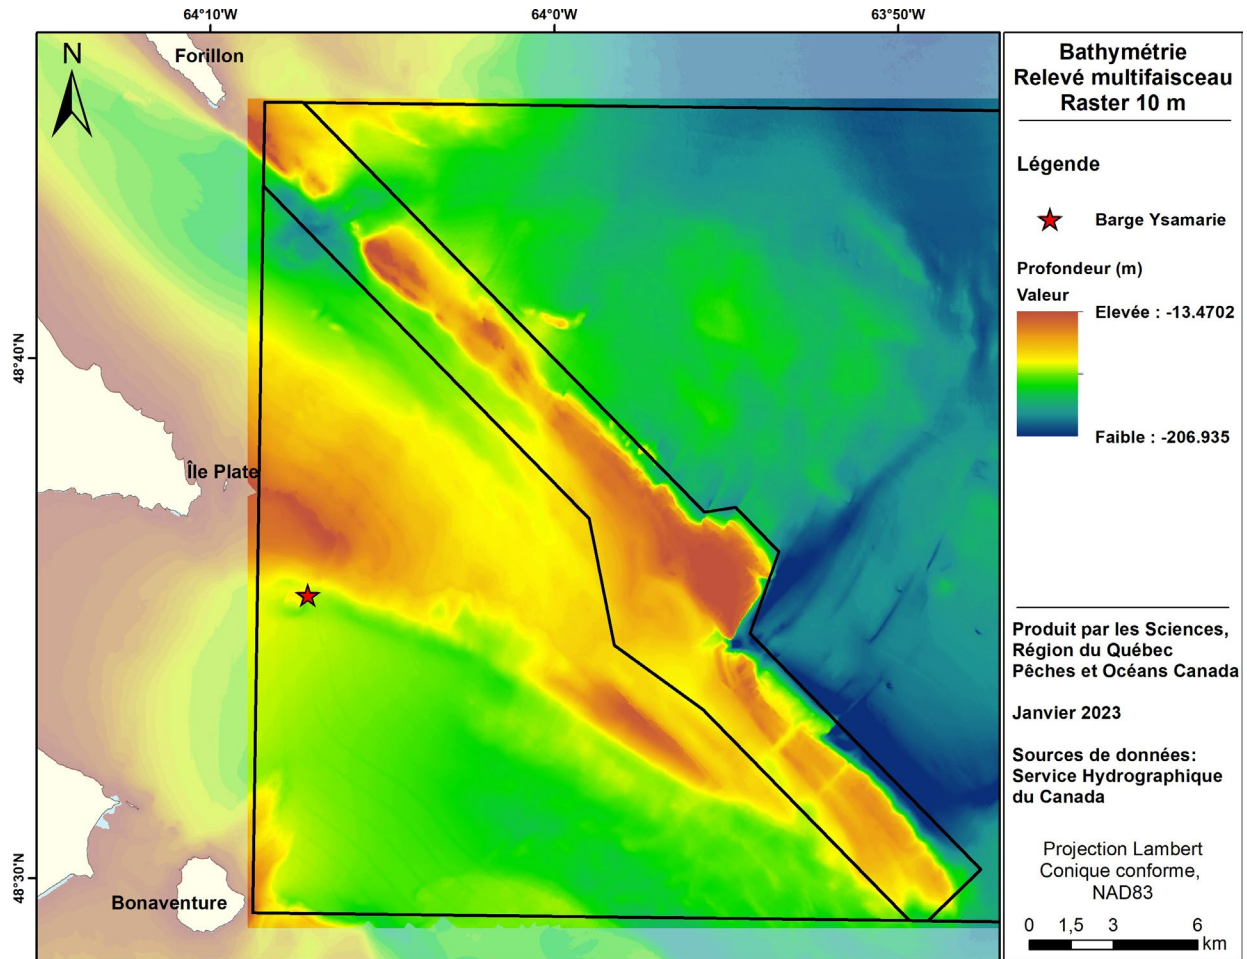 64°10'0"W
64°0'0"W
63°50'0"W
N
Forillon
48°40'N
Île Plate
48°30'N
Bonaventure
Bathymétrie
Relevé multifaisceau
Raster 10 m
Légende
Barge Ysamarie
Profondeur (m)
Valeur
Elevée : -13.4702
Faible : -206.935
Produit par les Sciences,
Région du Québec
Pêches et Océans Canada
Janvier 2023
Sources de données:
Service Hydrographique
du Canada
Projection Lambert
Conique conforme,
NAD83
0 1,5 3 6
km